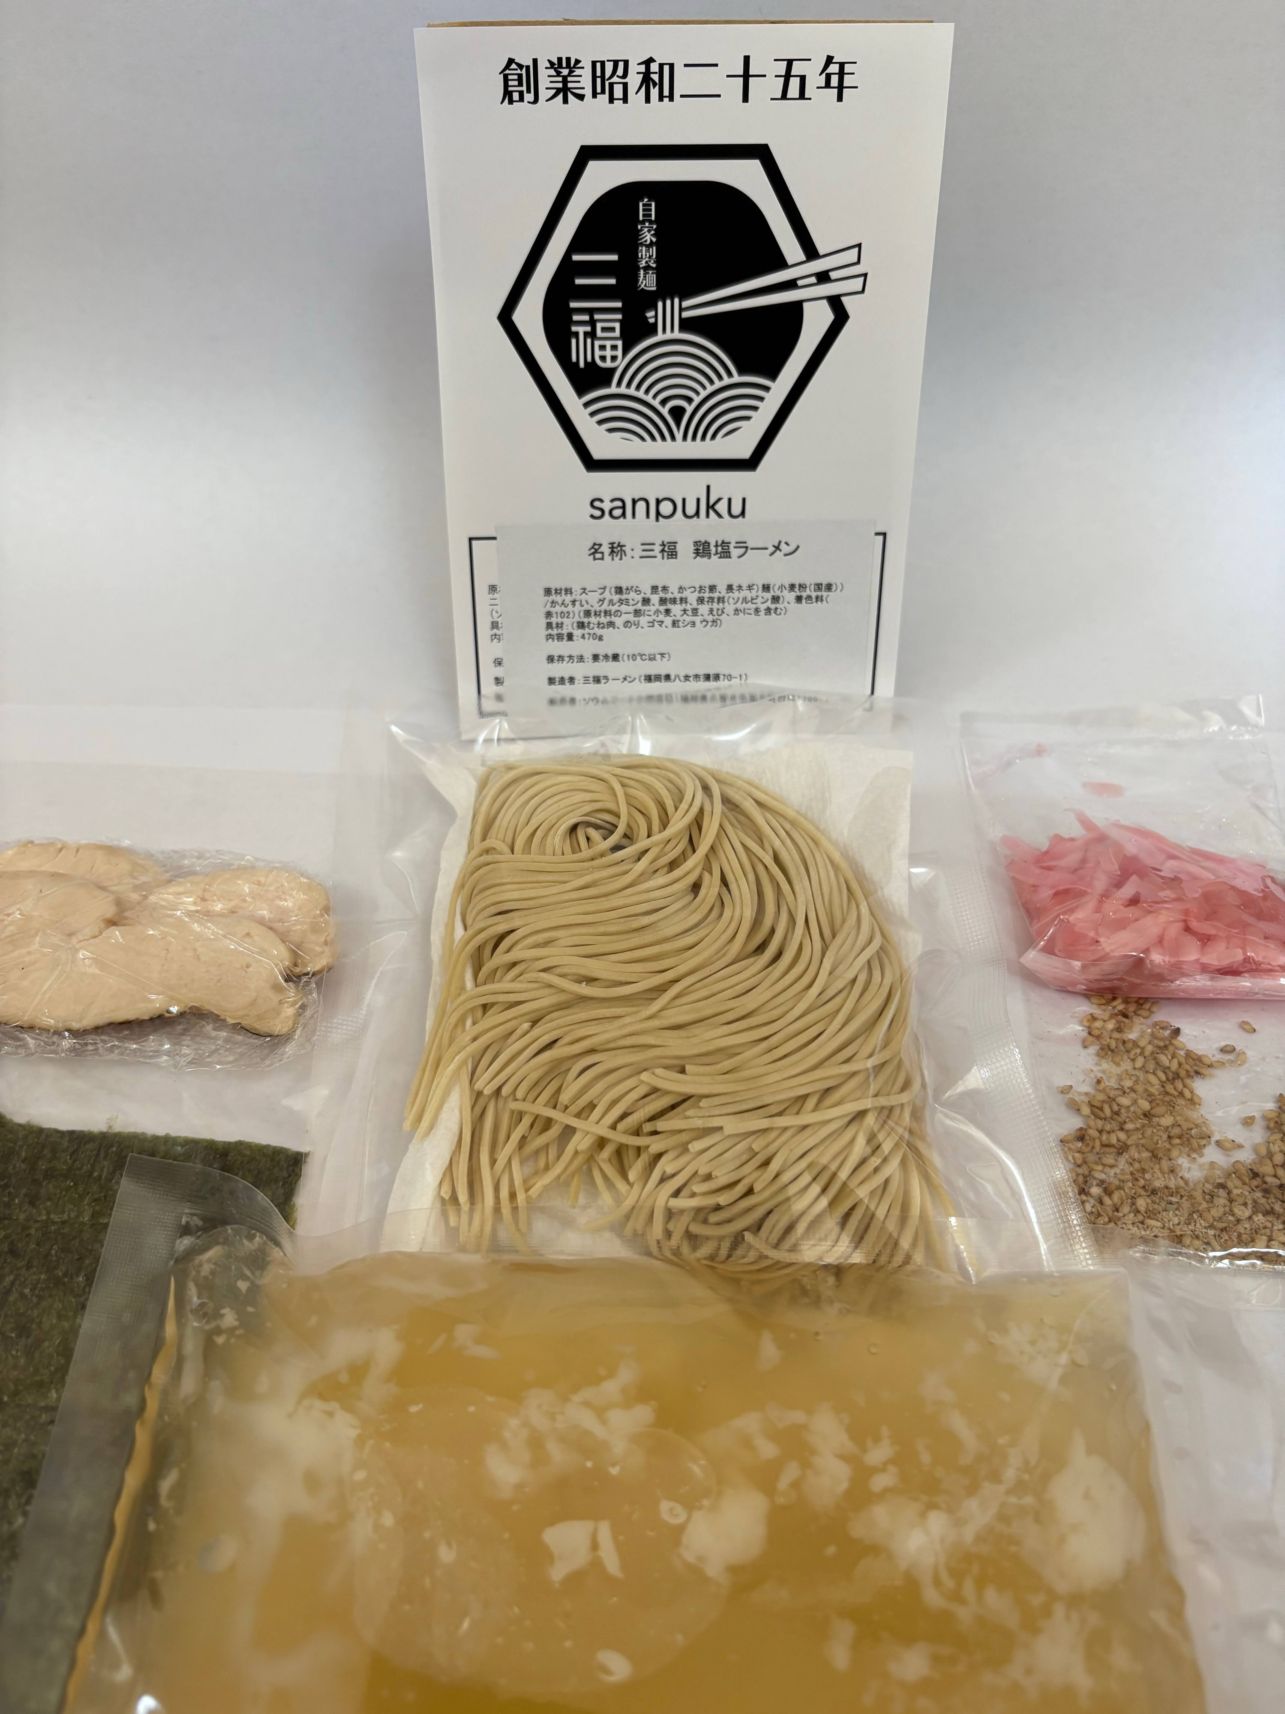 創業昭和二十五年
自家製麺
三福
sanpuku
名称：三福　鶏塩ラーメン
原材料：スープ（鶏がら、昆布、かつお節、長ネギ）麺（小麦粉（国産））
/かんすい、グルタミン酸、酸味料、保存料（ソルビン酸）、着色料（
赤102）（原材料の一部に小麦、大豆、えび、かにを含む）
具材：（鶏むね肉、のり、ゴマ、紅ショウガ）
内容量：470g
保存方法：要冷蔵（10℃以下）
製造者：三福ラーメン（福岡県八女市蒲原70-1）